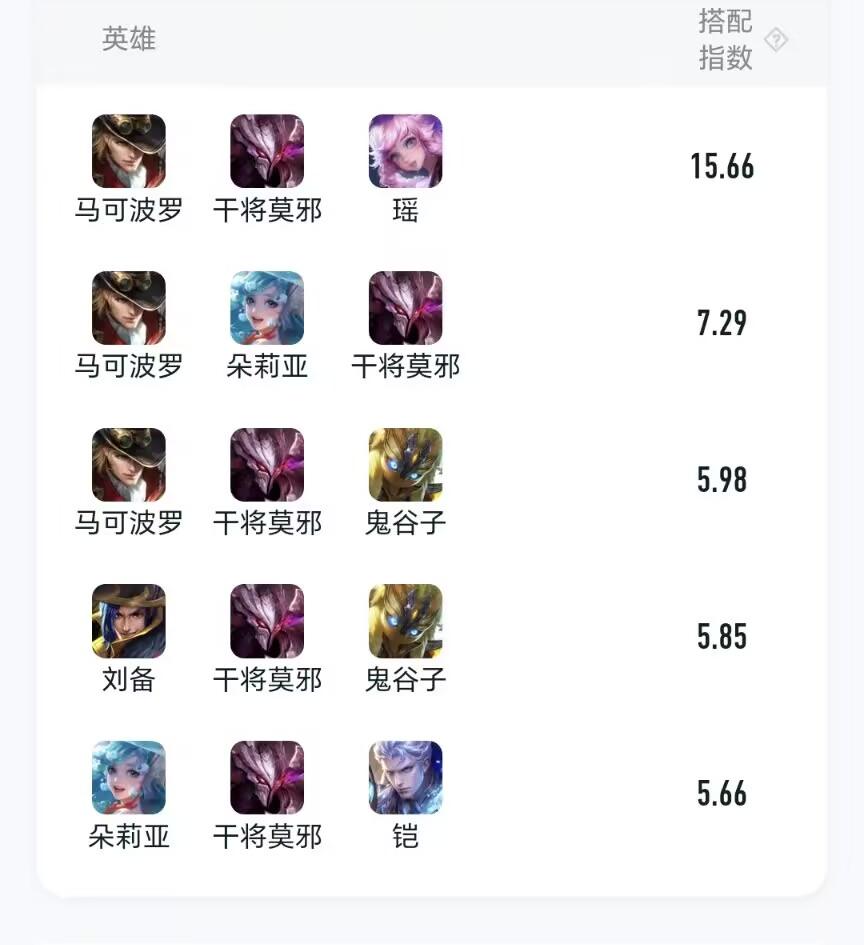 英雄
搭配
指数
?
马可波罗 干将莫邪 瑶 15.66
马可波罗 朵莉亚 干将莫邪 7.29
马可波罗 干将莫邪 鬼谷子 5.98
刘备 干将莫邪 鬼谷子 5.85
朵莉亚 干将莫邪 铠 5.66